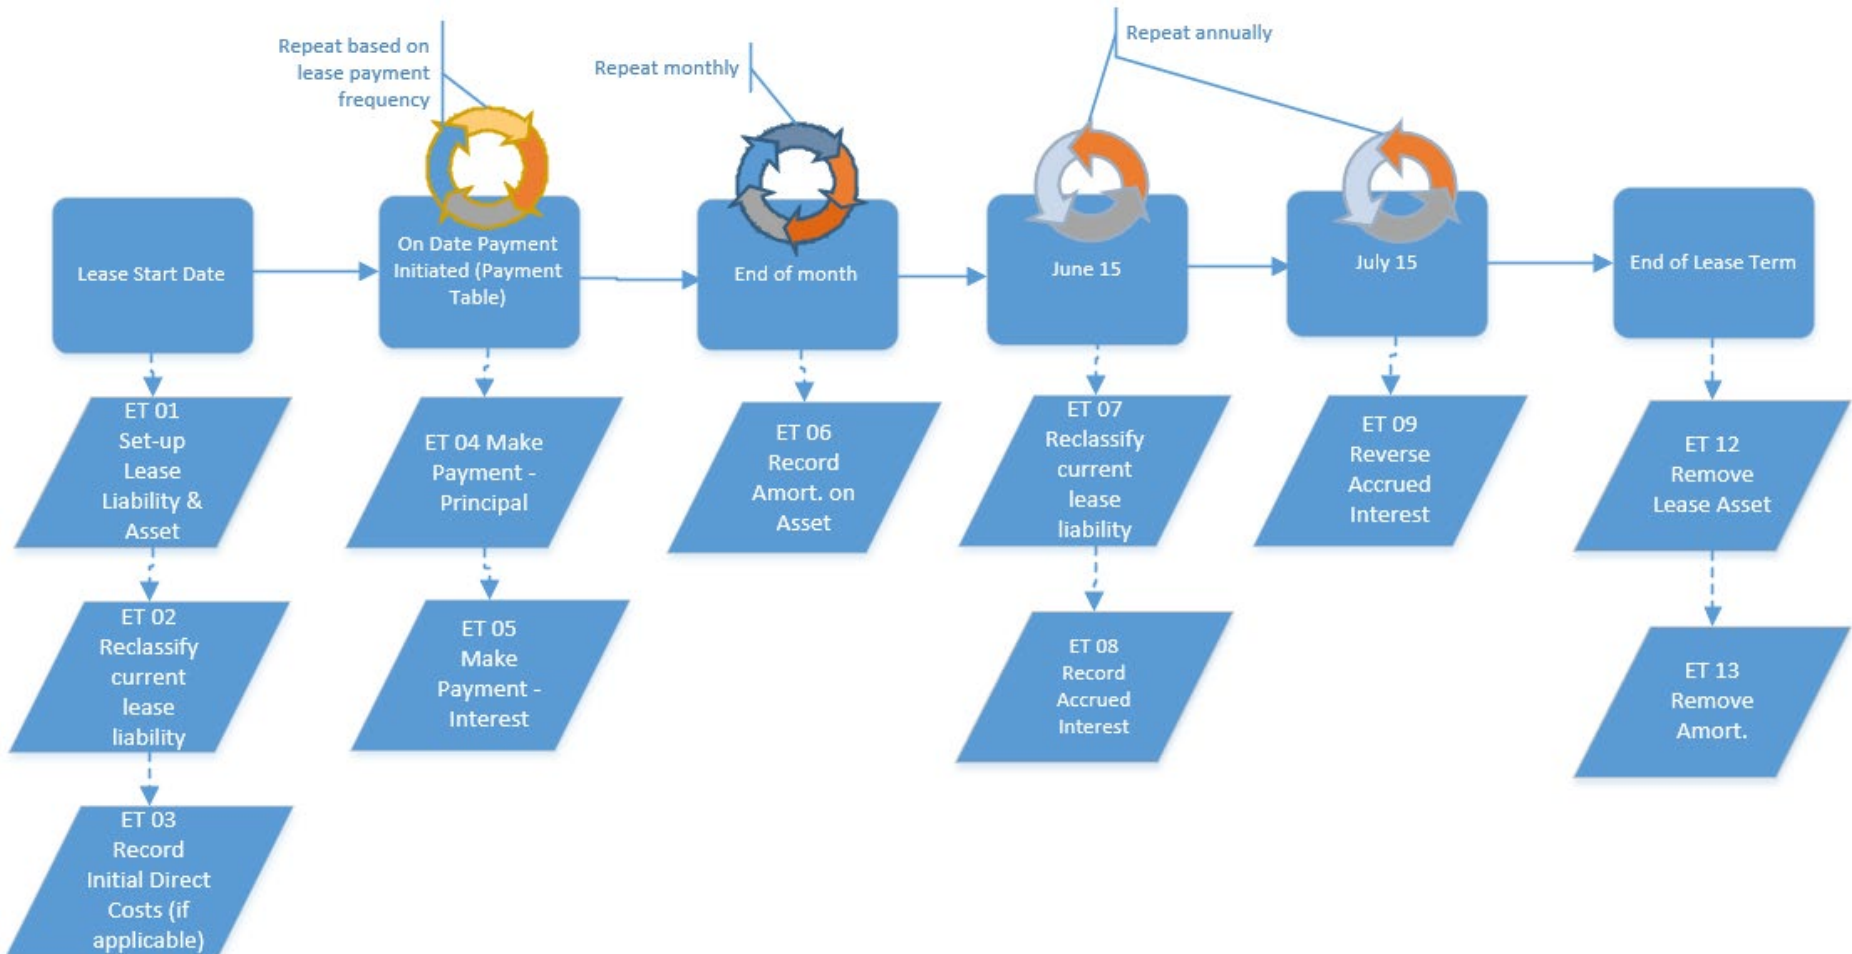 Repeat based on
lease payment
frequency
Repeat monthly
Repeat annually
Lease Start Date
On Date Payment
Initiated (Payment
Table)
End of month
June 15
July 15
End of Lease Term
ET 01
Set-up
Lease
Liability &
Asset
ET 02
Reclassify
current
lease
liability
ET 03
Record
Initial Direct
Costs (if
applicable)
ET 04 Make
Payment -
Principal
ET 05
Make
Payment -
Interest
ET 06
Record
Amort. on
Asset
ET 07
Reclassify
current
lease
liability
ET 08
Record
Accrued
Interest
ET 09
Reverse
Accrued
Interest
ET 12
Remove
Lease Asset
ET 13
Remove
Amort.